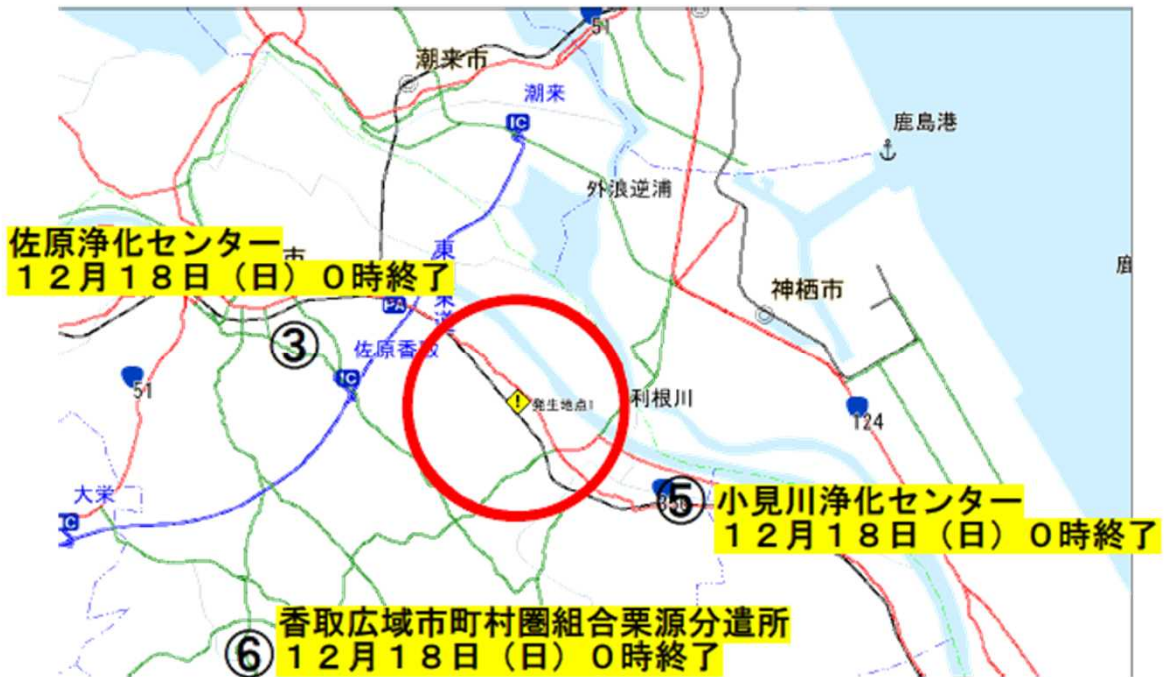 51
潮来市
潮来
IC
鹿島港
外浪逆浦
佐原浄化センター
市
12月18日（日）0時終了
東
東
道
鹿
神栖市
PA
③
佐原香取
IC
51
発生地点1
利根川
124
大栄
IC
⑤
小見川浄化センター
12月18日（日）0時終了
香取広域市町村圏組合栗源分遣所
⑥
12月18日（日）0時終了